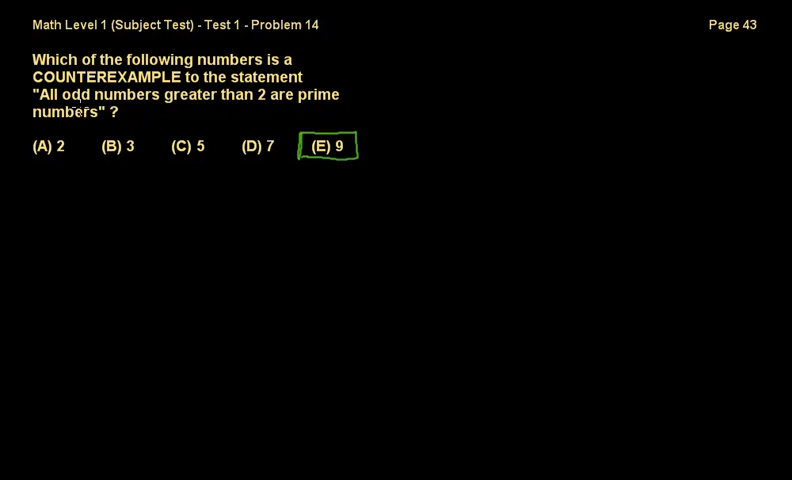 Math Level 1 (Subject Test) - Test 1 - Problem 14 Page 43
Which of the following numbers is a
COUNTEREXAMPLE to the statement
"All odd numbers greater than 2 are prime
numbers" ?
(A) 2 (B) 3 (C) 5 (D) 7 (E) 9